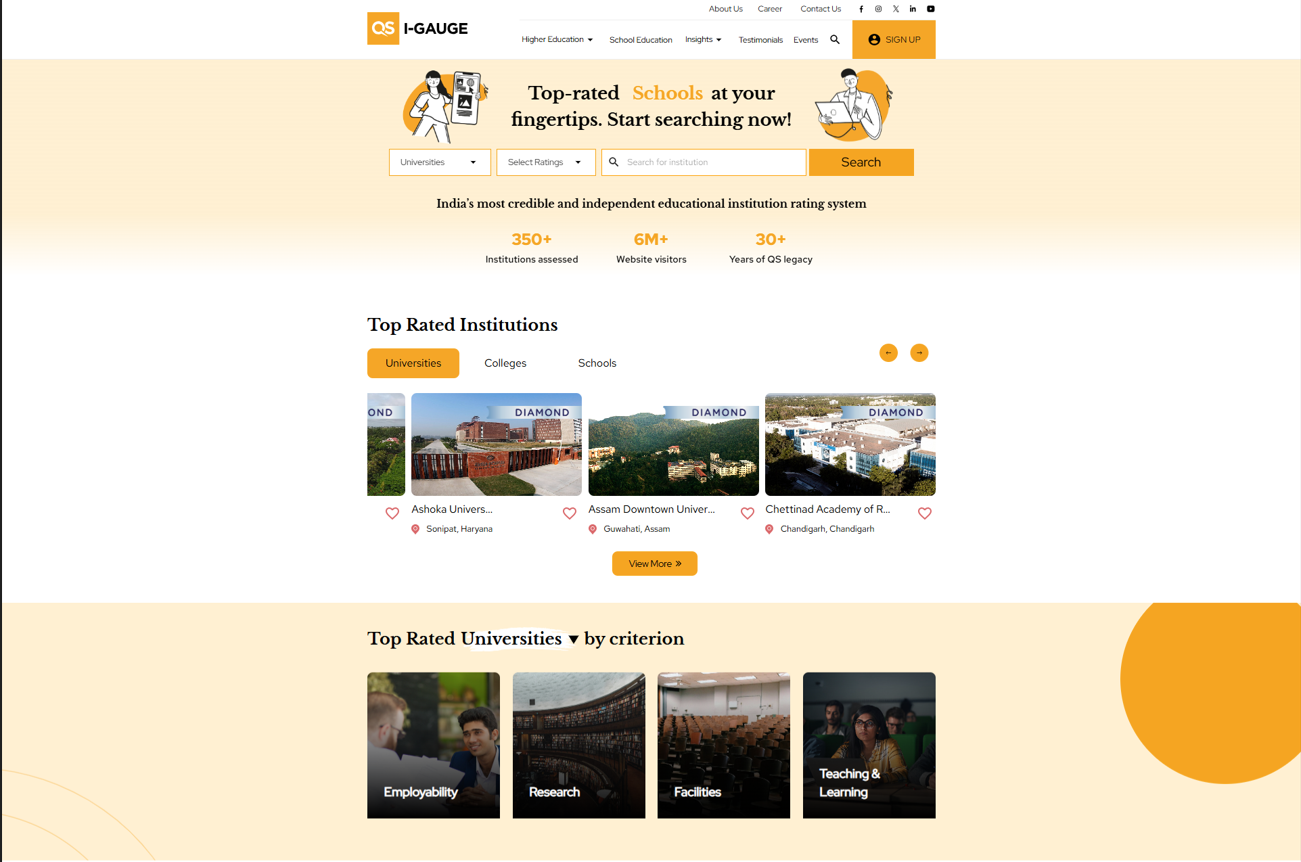 About Us Career Contact Us
QS I-GAUGE
Higher Education School Education Insights Testimonials Events SIGN UP
Top-rated Schools at your
fingertips. Start searching now!
Universities Select Ratings Search for institution Search
India's most credible and independent educational institution rating system
350+ 6M+ 30+
Institutions assessed Website visitors Years of QS legacy
Top Rated Institutions
Universities Colleges Schools
OND DIAMOND DIAMOND DIAMOND
Ashoka Univers... Assam Downtown Univer... Chettinad Academy of R...
Sonipat, Haryana Guwahati, Assam Chandigarh, Chandigarh
View More »
Top Rated Universities ▾ by criterion
Employability Research Facilities Teaching &
Learning